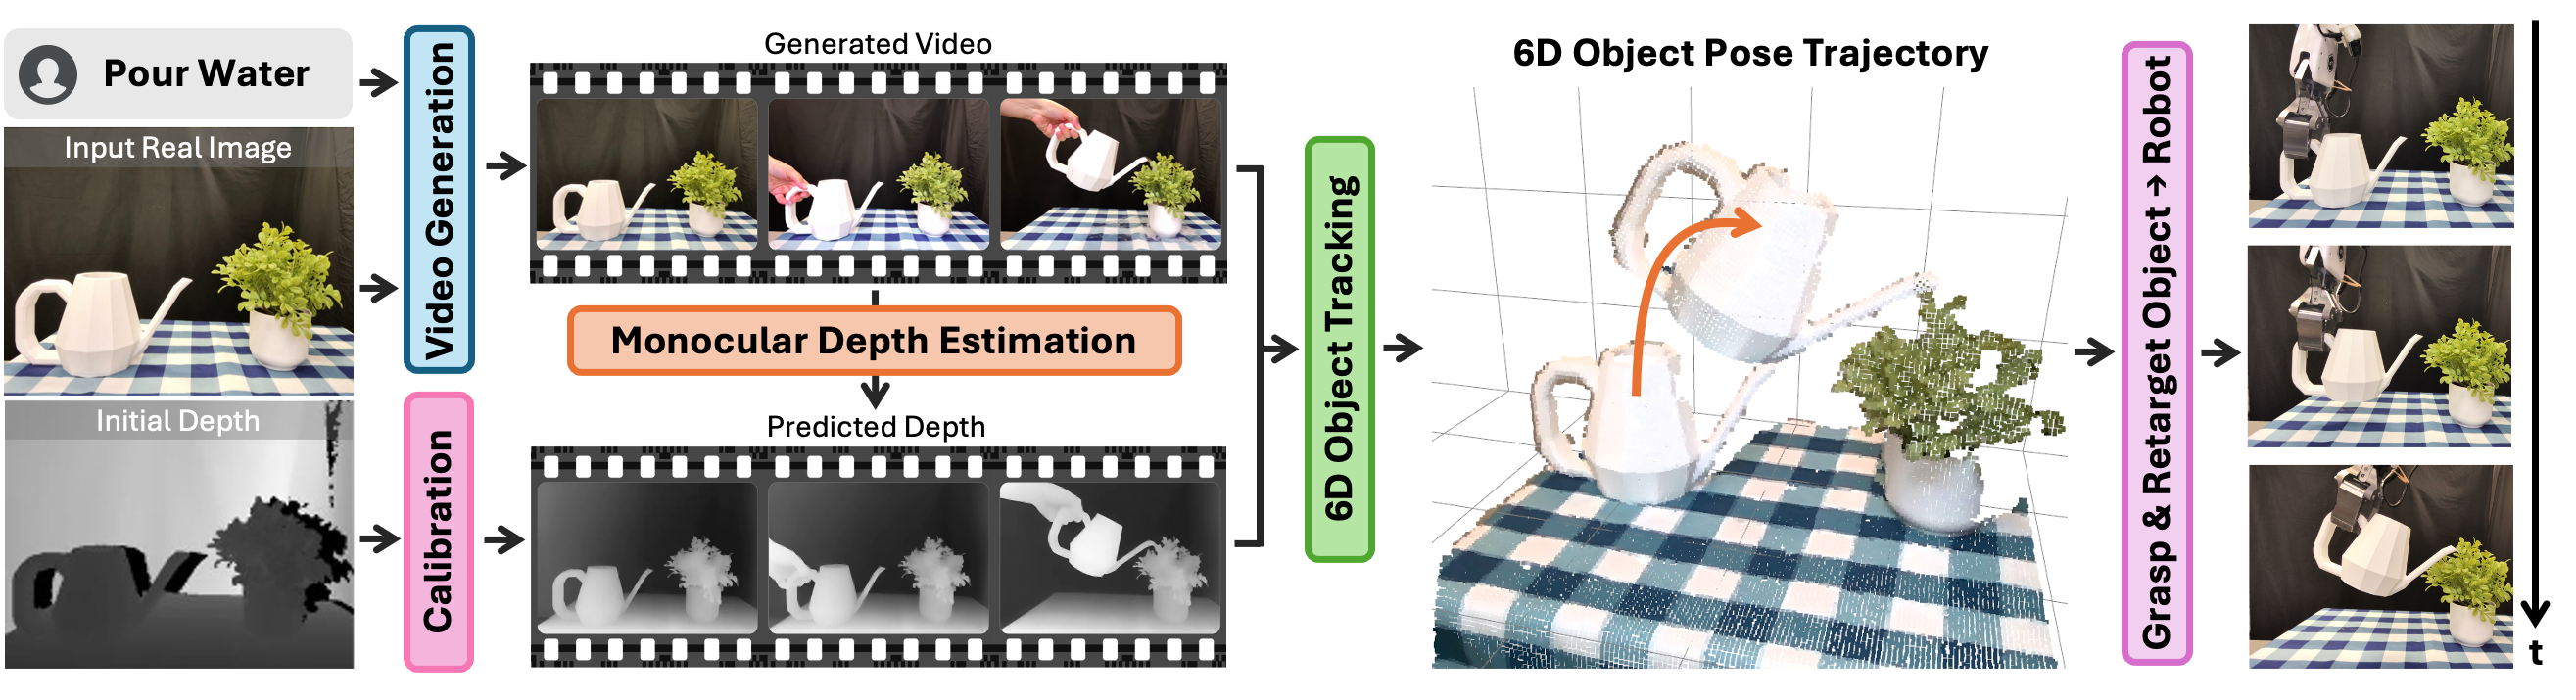 Pour Water
Input Real Image
Initial Depth
Video Generation
Calibration
Generated Video
Monocular Depth Estimation
Predicted Depth
6D Object Tracking
6D Object Pose Trajectory
Grasp & Retarget Object → Robot
t